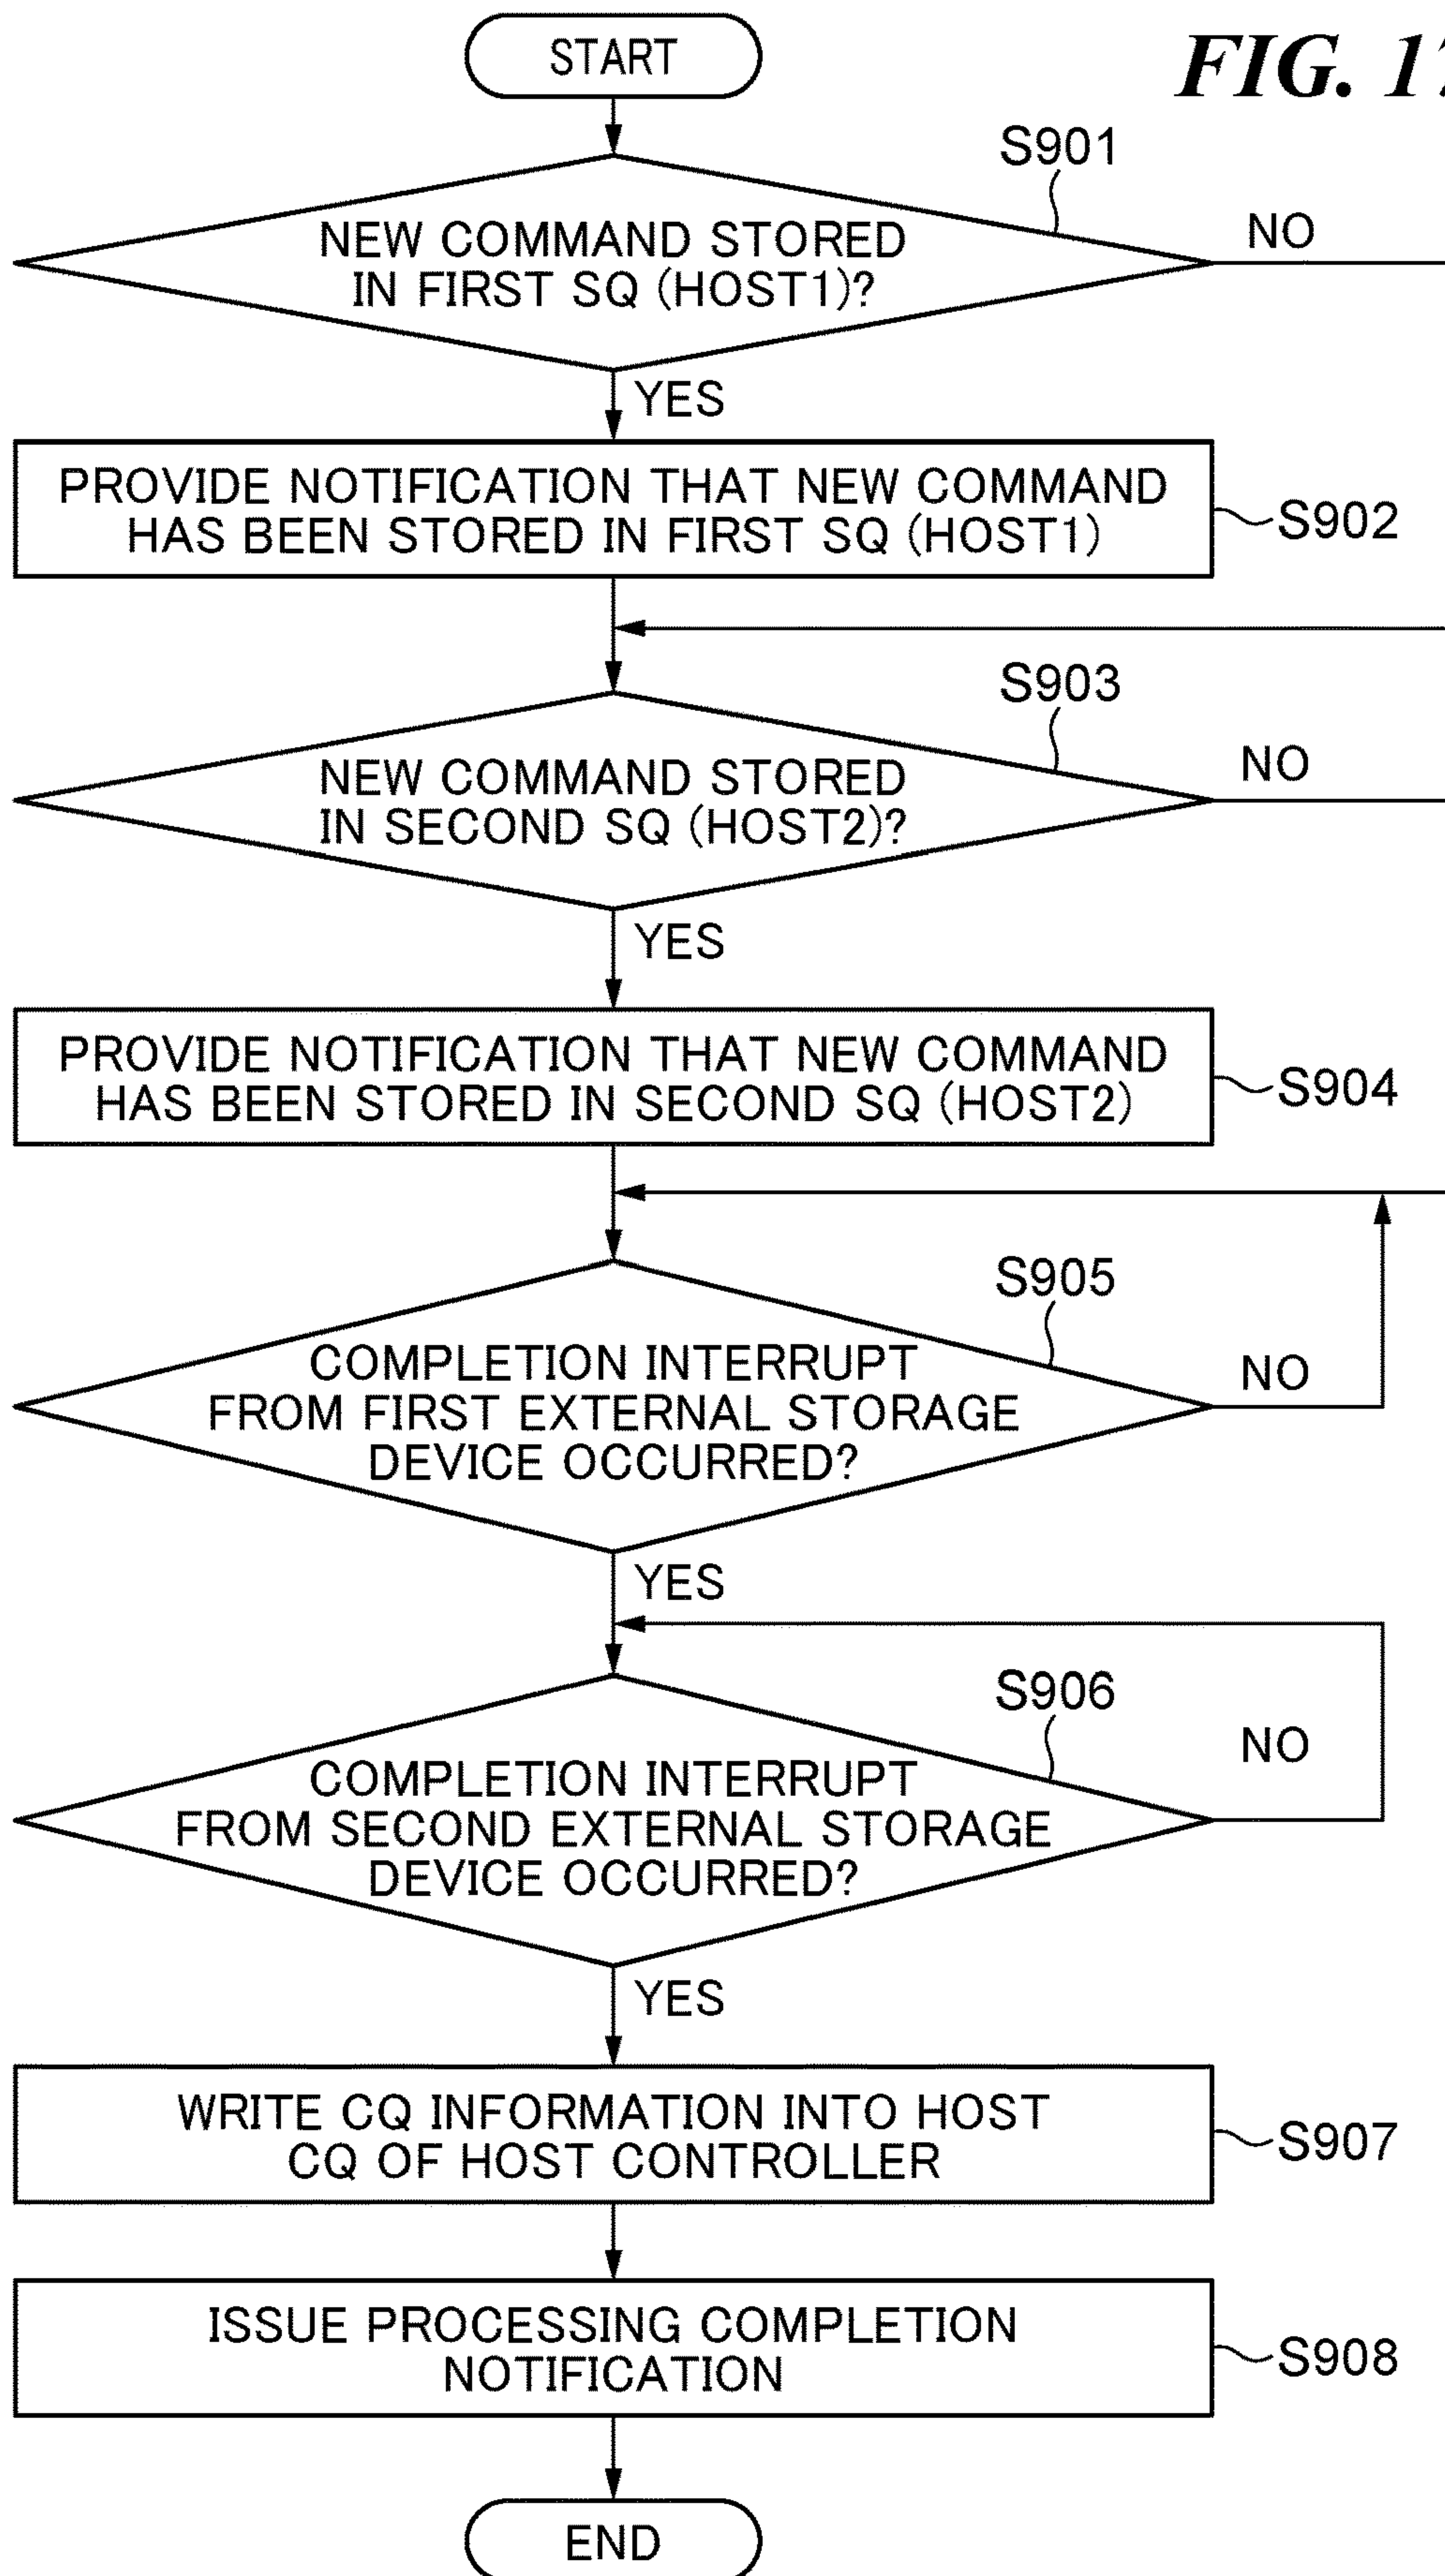 START
FIG. 17
S901
NEW COMMAND STORED
IN FIRST SQ (HOST1)?
NO
YES
PROVIDE NOTIFICATION THAT NEW COMMAND
HAS BEEN STORED IN FIRST SQ (HOST1)
S902
S903
NEW COMMAND STORED
IN SECOND SQ (HOST2)?
NO
YES
PROVIDE NOTIFICATION THAT NEW COMMAND
HAS BEEN STORED IN SECOND SQ (HOST2)
S904
S905
COMPLETION INTERRUPT
FROM FIRST EXTERNAL STORAGE
DEVICE OCCURRED?
NO
YES
S906
COMPLETION INTERRUPT
FROM SECOND EXTERNAL STORAGE
DEVICE OCCURRED?
NO
YES
WRITE CQ INFORMATION INTO HOST
CQ OF HOST CONTROLLER
S907
ISSUE PROCESSING COMPLETION
NOTIFICATION
S908
END